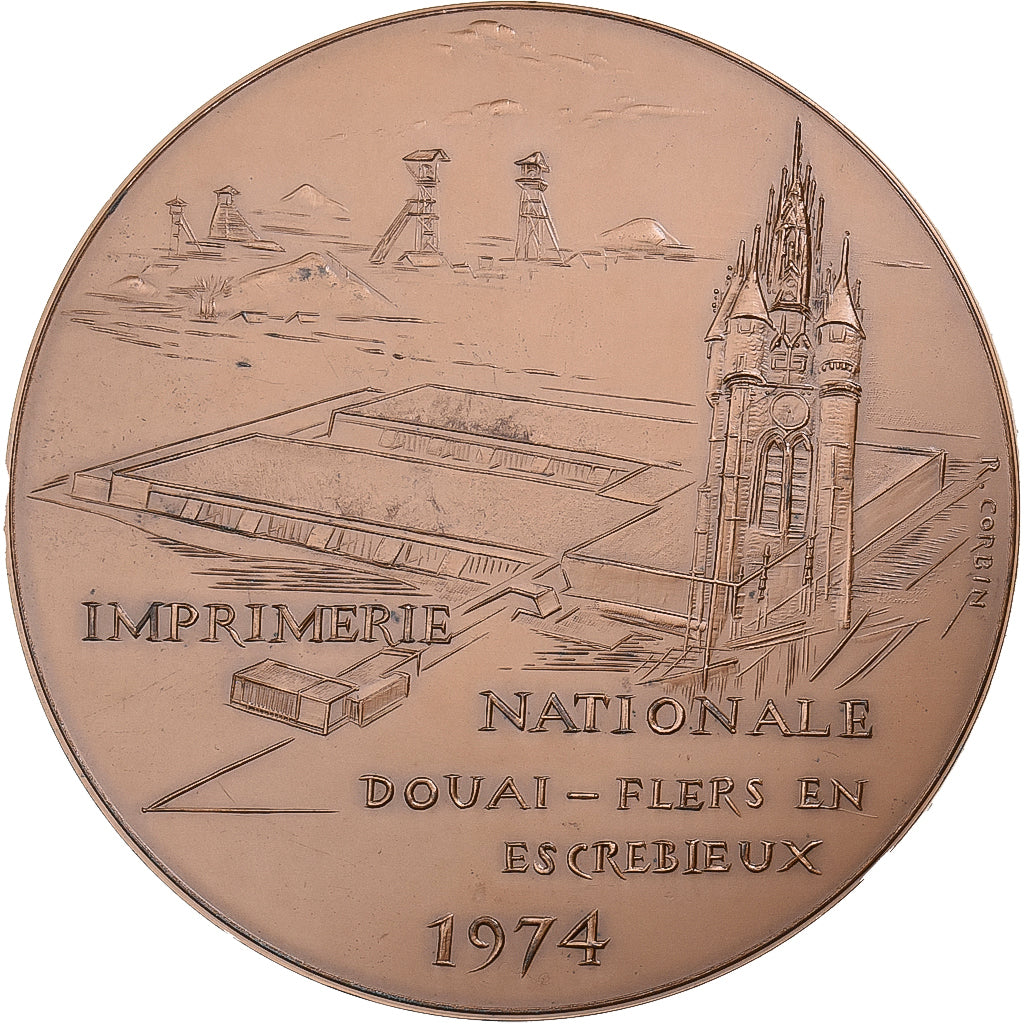 R. CORBIN
IMPRIMERIE
NATIONALE
DOUAI – FLERS EN
ESCREBIEUX
1974